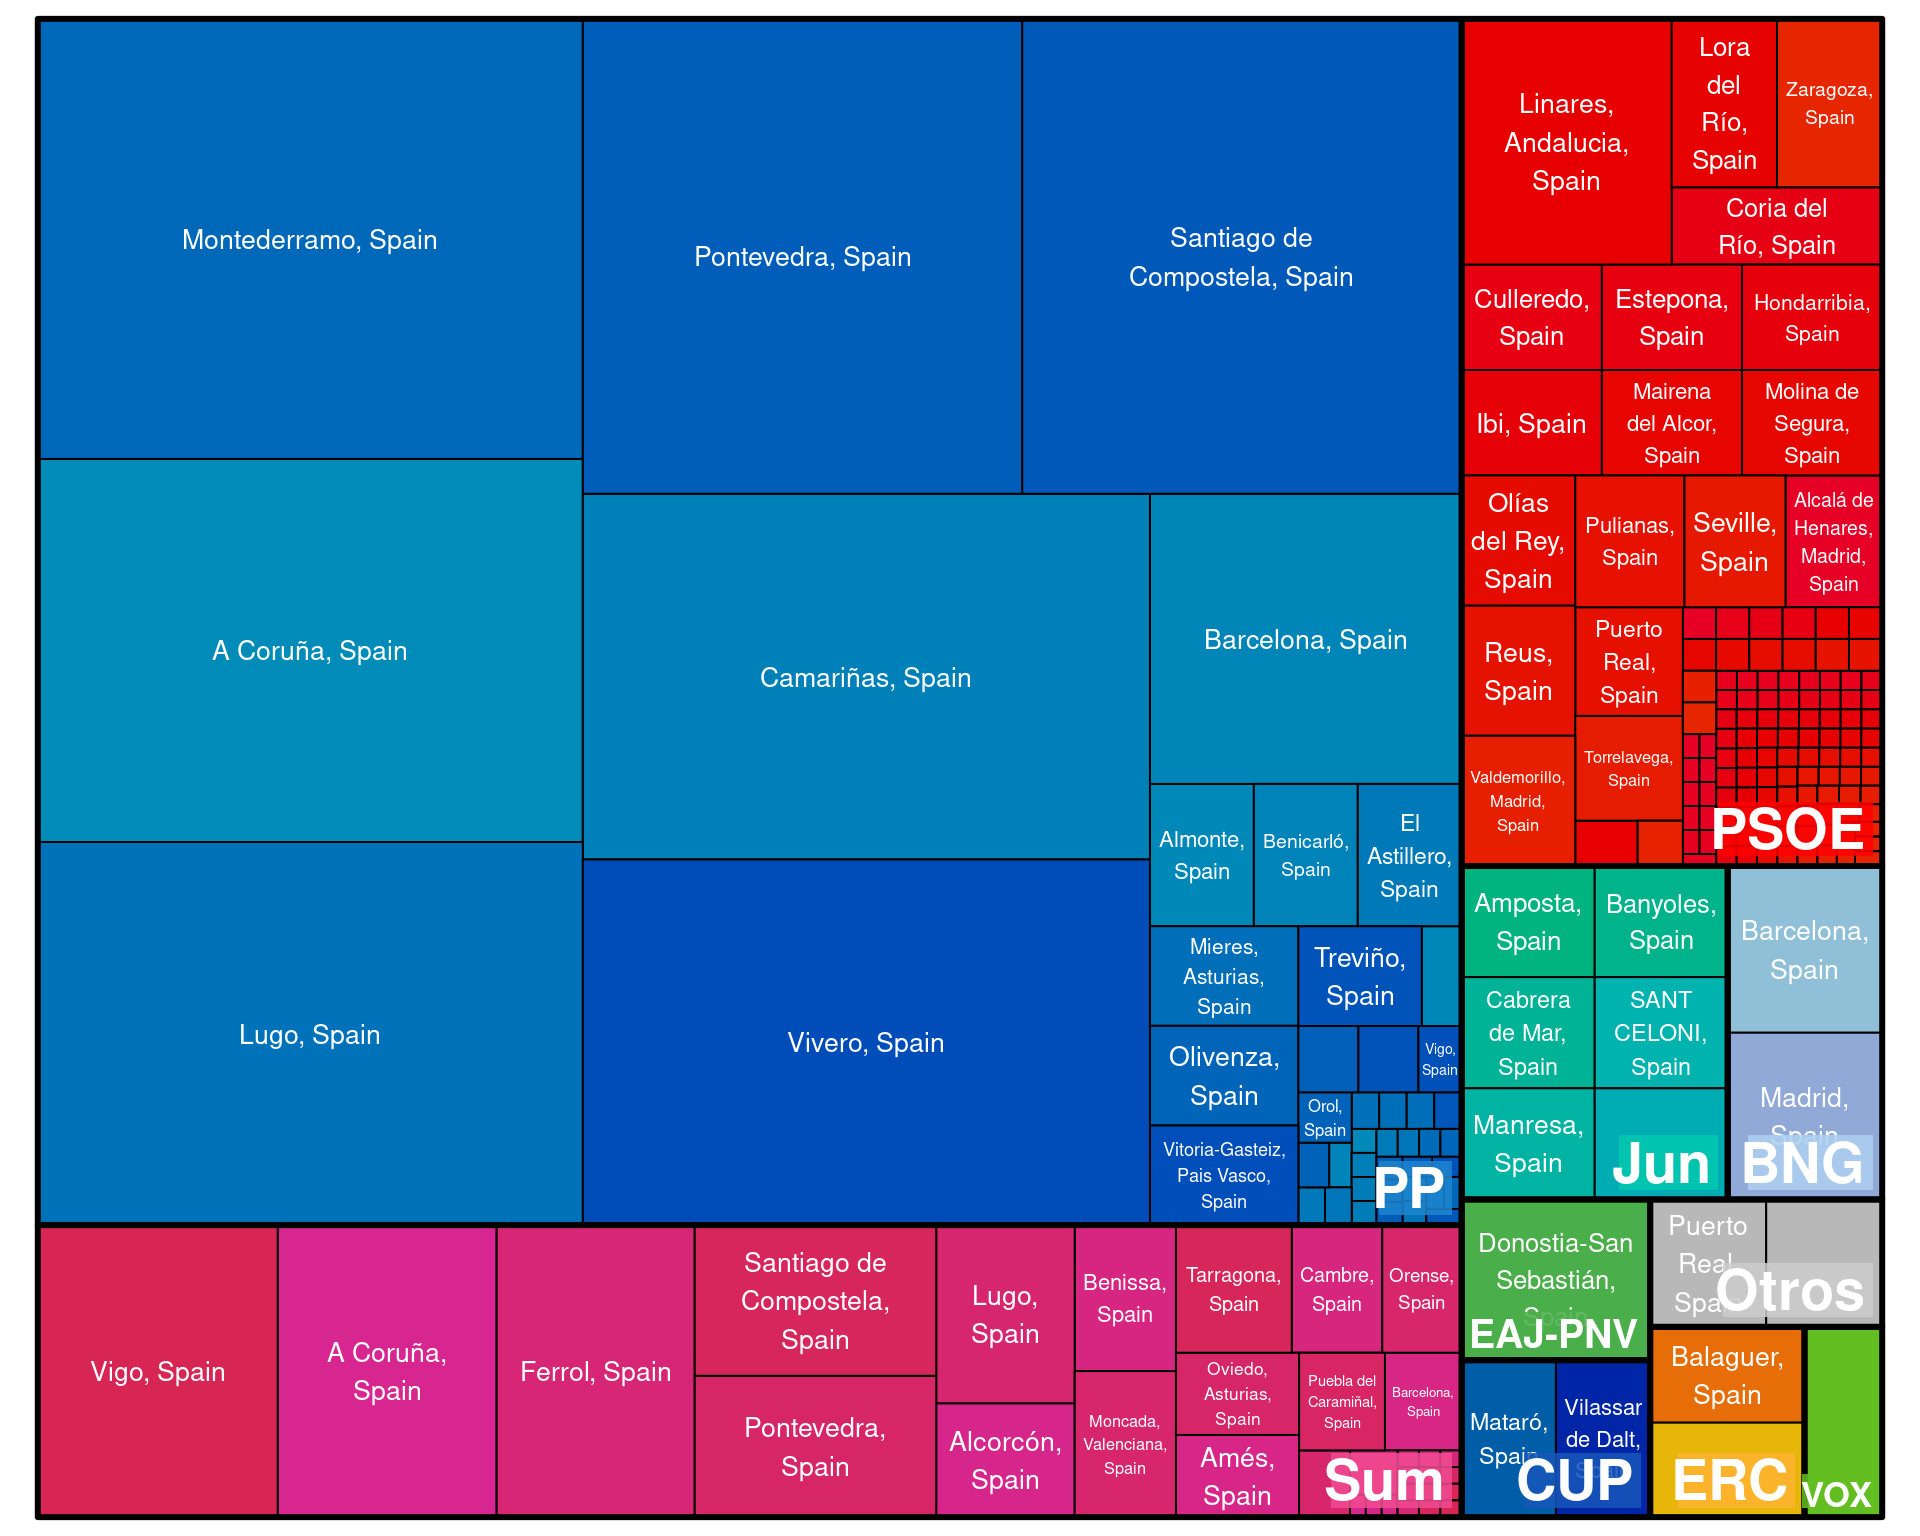 Montederramo, Spain
Pontevedra, Spain
Santiago de
Compostela, Spain
A Coruña, Spain
Camariñas, Spain
Barcelona, Spain
Lugo, Spain
Vivero, Spain
Almonte,
Spain
Benicarló,
Spain
El
Astillero,
Spain
Mieres,
Asturias,
Spain
Treviño,
Spain
Olivenza,
Spain
Vigo,
Spain
Orol,
Spain
Vitoria-Gasteiz,
Pais Vasco,
Spain
PP
Linares,
Andalucia,
Spain
Lora
del
Río,
Spain
Zaragoza,
Spain
Coria del
Río, Spain
Culleredo,
Spain
Estepona,
Spain
Hondarribia,
Spain
Ibi, Spain
Mairena
del Alcor,
Spain
Molina de
Segura,
Spain
Olías
del Rey,
Spain
Pulianas,
Spain
Seville,
Spain
Alcalá de
Henares,
Madrid,
Spain
Reus,
Spain
Puerto
Real,
Spain
Valdemorillo,
Madrid,
Spain
Torrelavega,
Spain
PSOE
Amposta,
Spain
Banyoles,
Spain
Cabrera
de Mar,
Spain
SANT
CELONI,
Spain
Manresa,
Spain
Jun
Barcelona,
Spain
Madrid,
Spain
BNG
Donostia-San
Sebastián,
Spain
EAJ-PNV
Puerto
Real,
Spain
Otros
Mataró,
Spain
Vilassar
de Dalt,
Spain
CUP
Balaguer,
Spain
ERC
VOX
Vigo, Spain
A Coruña,
Spain
Ferrol, Spain
Santiago de
Compostela,
Spain
Pontevedra,
Spain
Lugo,
Spain
Alcorcón,
Spain
Benissa,
Spain
Moncada,
Valenciana,
Spain
Tarragona,
Spain
Cambre,
Spain
Orense,
Spain
Oviedo,
Asturias,
Spain
Puebla del
Caramiñal,
Spain
Barcelona,
Spain
Amés,
Spain
Sum